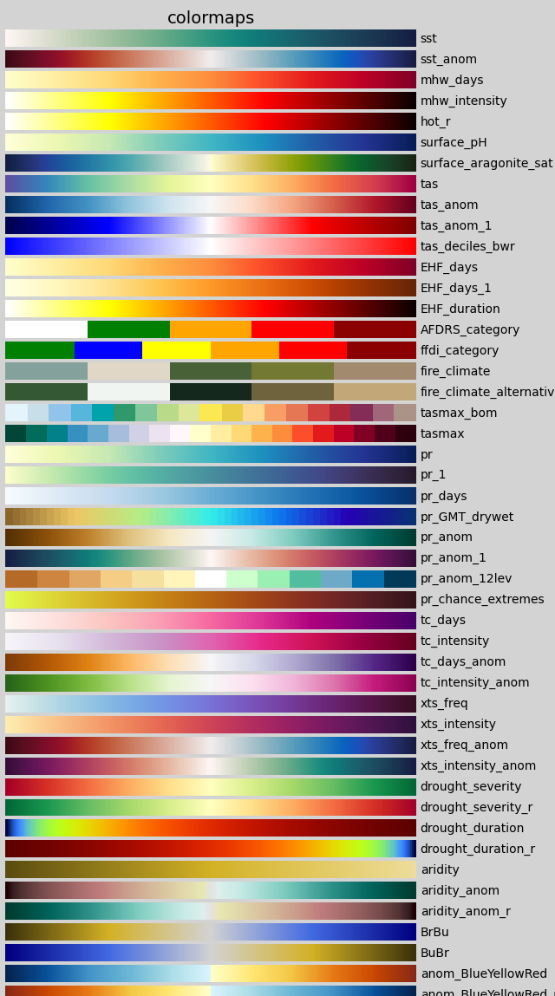 colormaps
sst
sst_anom
mhw_days
mhw_intensity
hot_r
surface_pH
surface_aragonite_sat
tas
tas_anom
tas_anom_1
tas_deciles_bwr
EHF_days
EHF_days_1
EHF_duration
AFDRS_category
ffdi_category
fire_climate
fire_climate_alternativ
tasmax_bom
tasmax
pr
pr_1
pr_days
pr_GMT_drywet
pr_anom
pr_anom_1
pr_anom_12lev
pr_chance_extremes
tc_days
tc_intensity
tc_days_anom
tc_intensity_anom
xts_freq
xts_intensity
xts_freq_anom
xts_intensity_anom
drought_severity
drought_severity_r
drought_duration
drought_duration_r
aridity
aridity_anom
aridity_anom_r
BrBu
BuBr
anom_BlueYellowRed
anom_BlueYellowRed